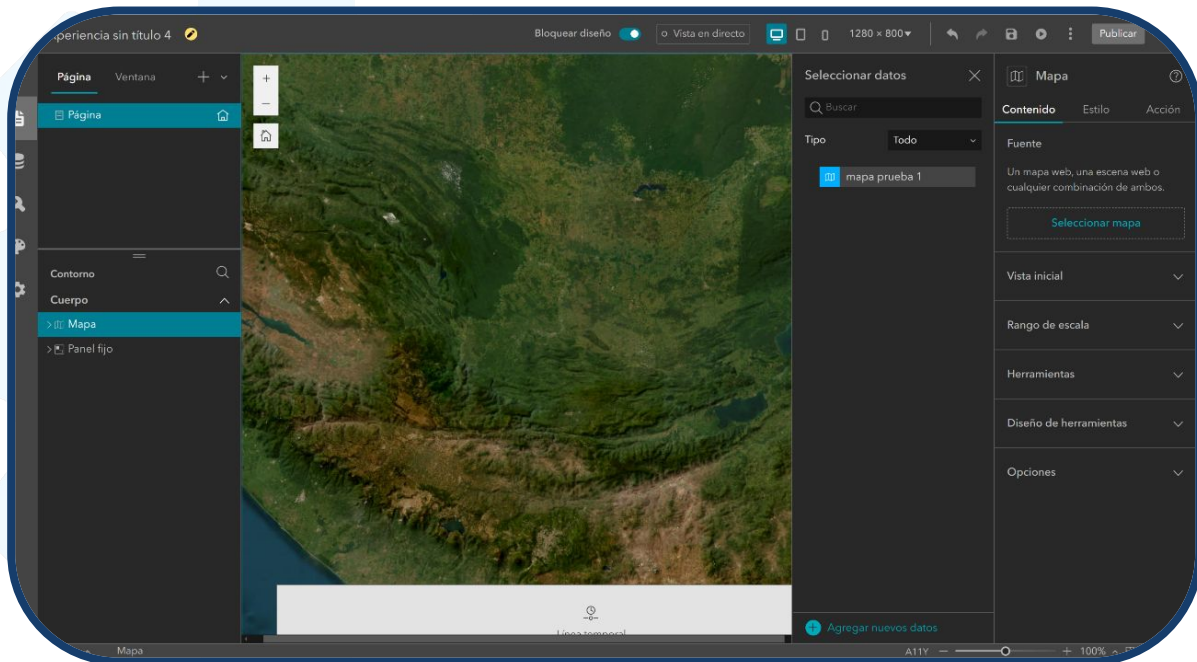 periencia sin título 4
Bloquear diseño
Vista en directo
1280 × 800
Publicar
Página
Ventana
Página
Contorno
Cuerpo
Mapa
Panel fijo
Línea temporal
Seleccionar datos
Buscar
Tipo
Todo
mapa prueba 1
Agregar nuevos datos
Mapa
Contenido
Estilo
Acción
Fuente
Un mapa web, una escena web o
cualquier combinación de ambos.
Seleccionar mapa
Vista inicial
Rango de escala
Herramientas
Diseño de herramientas
Opciones
Mapa
A11Y
100%